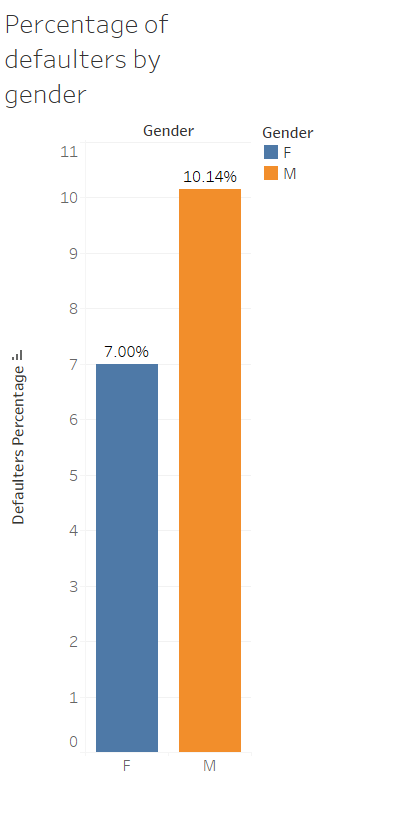 Percentage of
defaulters by
gender
Gender
Gender
F
M
11
10
9
8
7
6
5
4
3
2
1
0
10.14%
7.00%
Defaulters Percentage
F
M